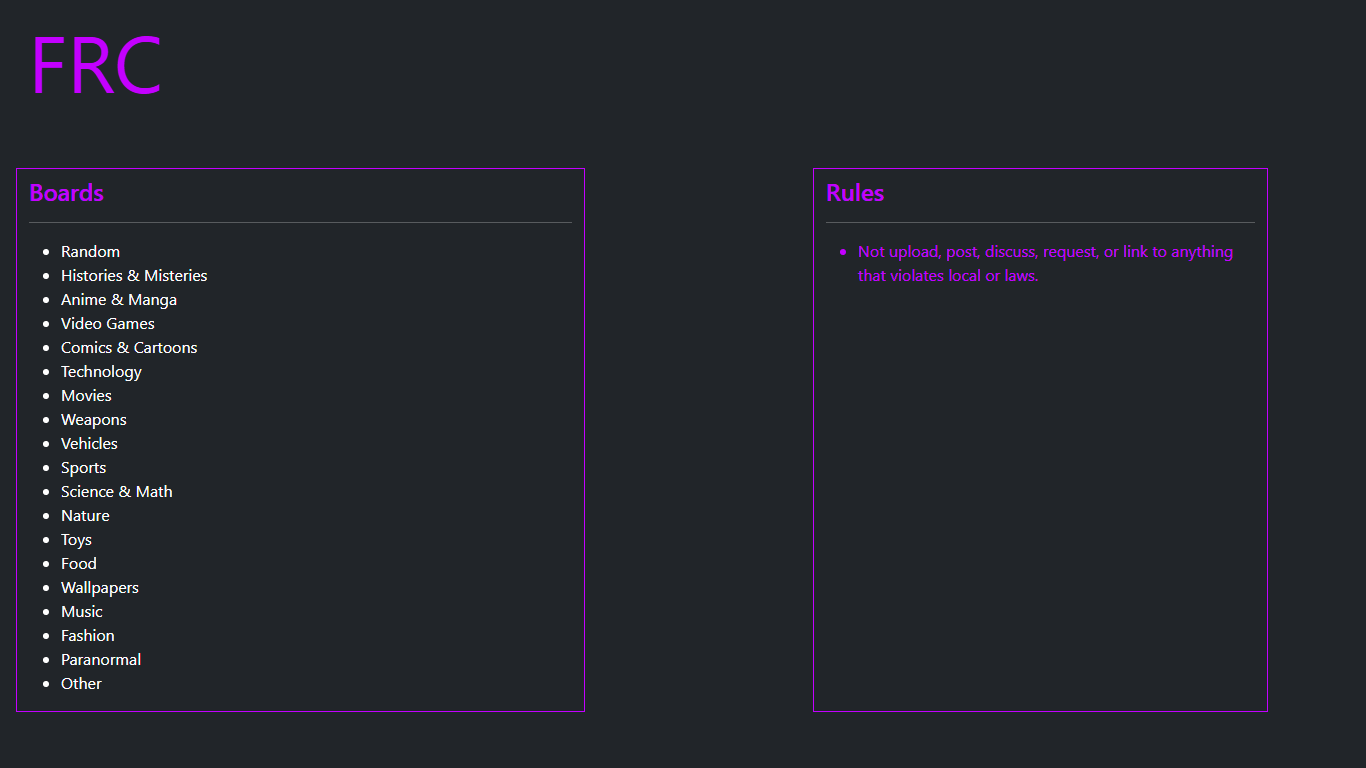 FRC
Boards
Random
Histories & Misteries
Anime & Manga
Video Games
Comics & Cartoons
Technology
Movies
Weapons
Vehicles
Sports
Science & Math
Nature
Toys
Food
Wallpapers
Music
Fashion
Paranormal
Other
Rules
Not upload, post, discuss, request, or link to anything
that violates local or laws.